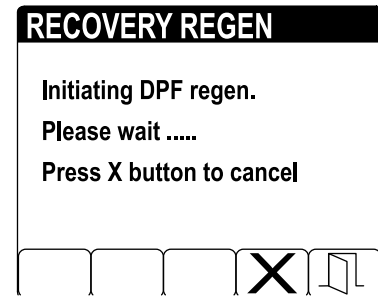 RECOVERY REGEN
Initiating DPF regen.
Please wait .....
Press X button to cancel
X